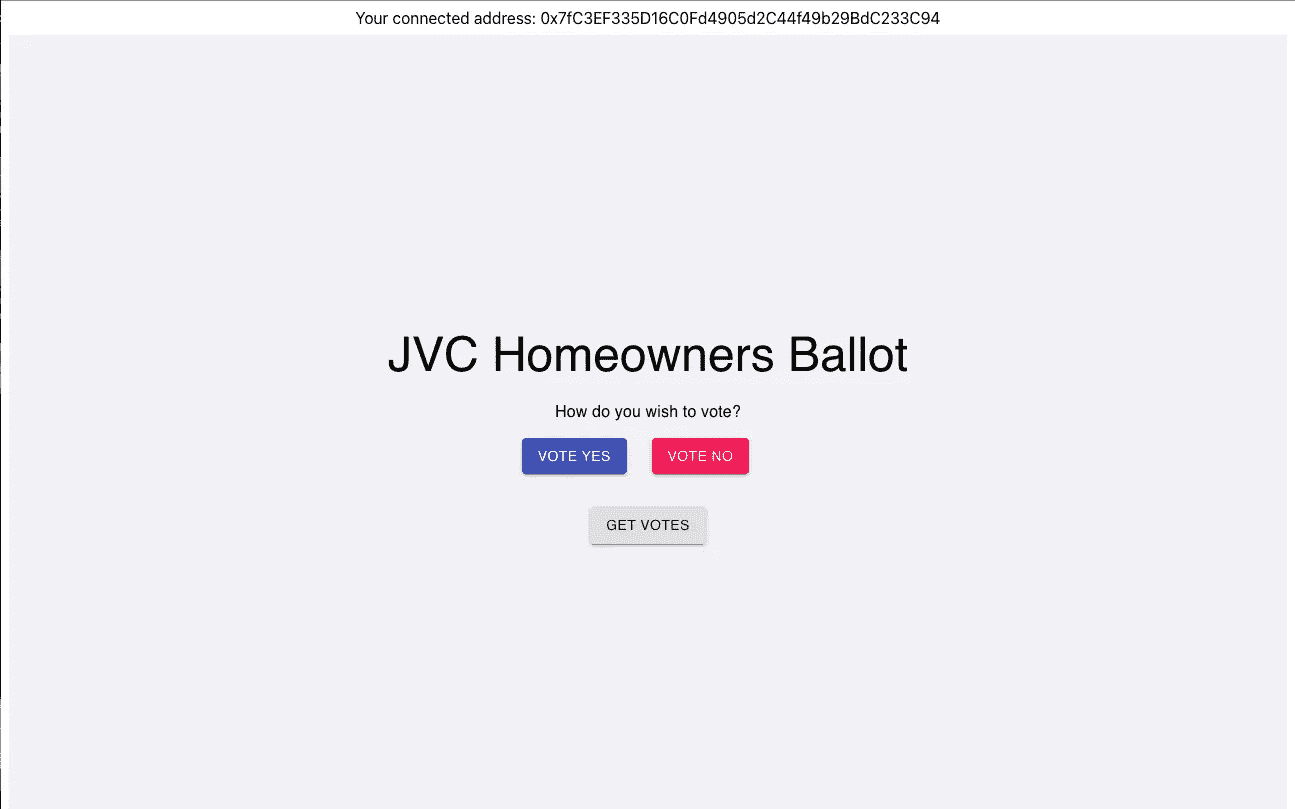 Your connected address: 0x7fC3EF335D16C0Fd4905d2C44f49b29BdC233C94
JVC Homeowners Ballot
How do you wish to vote?
VOTE YES VOTE NO
GET VOTES